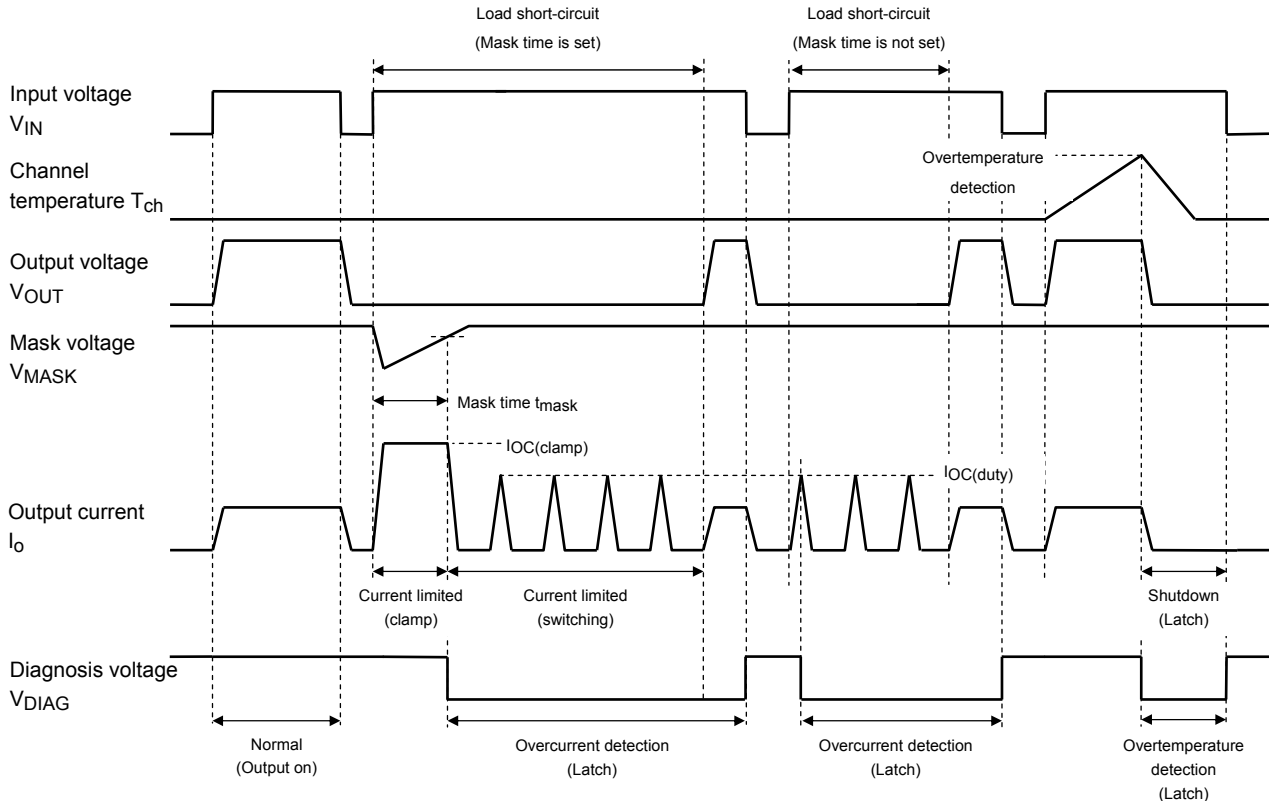 Load short-circuit
(Mask time is set)
Load short-circuit
(Mask time is not set)
Input voltage
VIN
Overtemperature
detection
Channel
temperature Tch
Output voltage
VOUT
Mask voltage
VMASK
Mask time tmask
IOC(clamp)
IOC(duty)
Output current
Io
Current limited
(clamp)
Current limited
(switching)
Shutdown
(Latch)
Diagnosis voltage
VDIAG
Normal
(Output on)
Overcurrent detection
(Latch)
Overcurrent detection
(Latch)
Overtemperature
detection
(Latch)